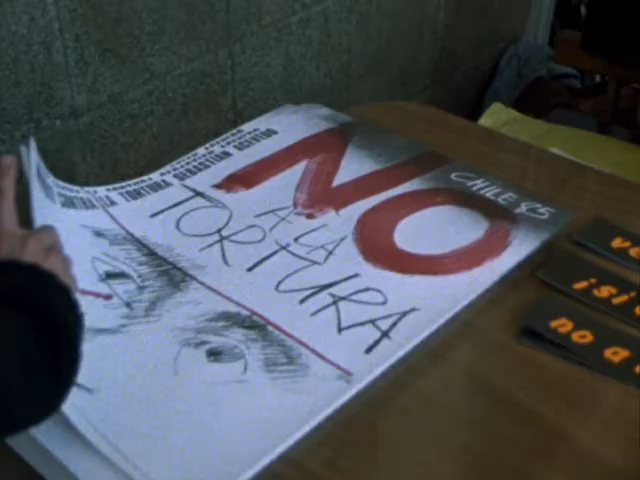 CONTRA LA TORTURA SEBASTIAN ACEVEDO
NO
CHILE 85
A LA
TORTURA
¡si
no a